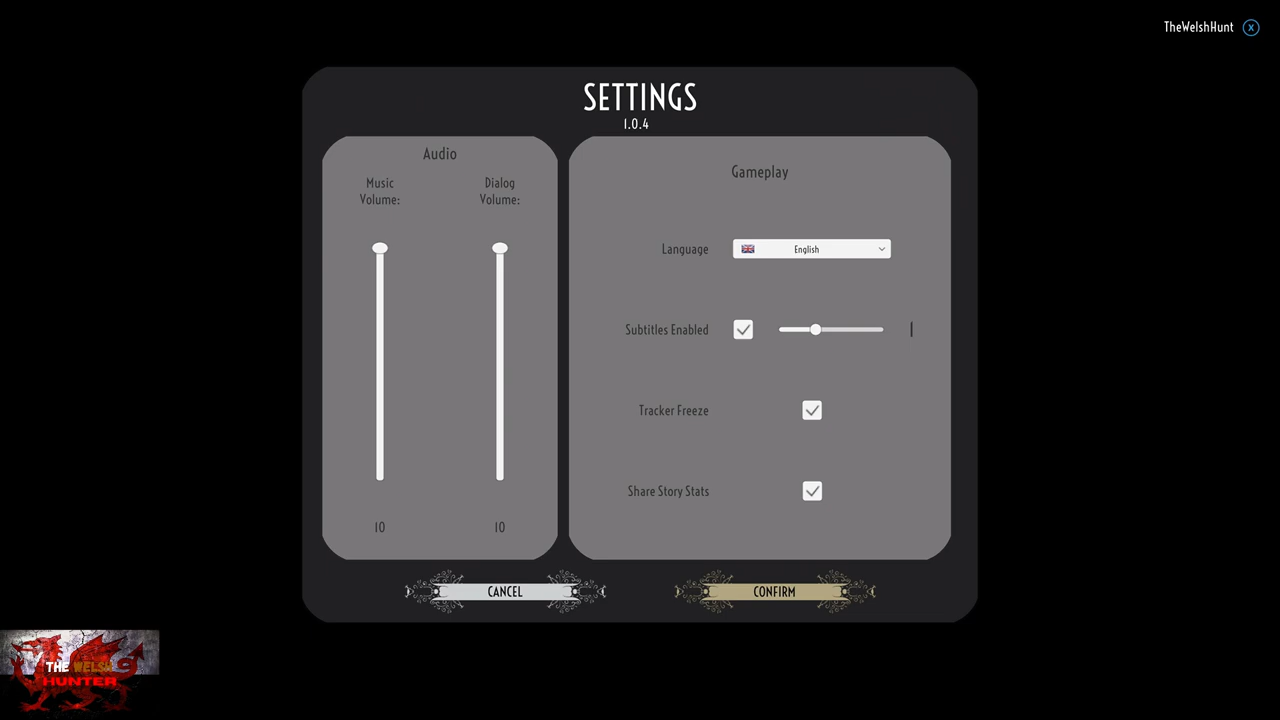 TheWelshHunt X
SETTINGS
1.0.4
Audio
Music
Volume:
Dialog
Volume:
10
10
Gameplay
Language
English
Subtitles Enabled
1
Tracker Freeze
Share Story Stats
CANCEL
CONFIRM
THE WELSH
HUNTER